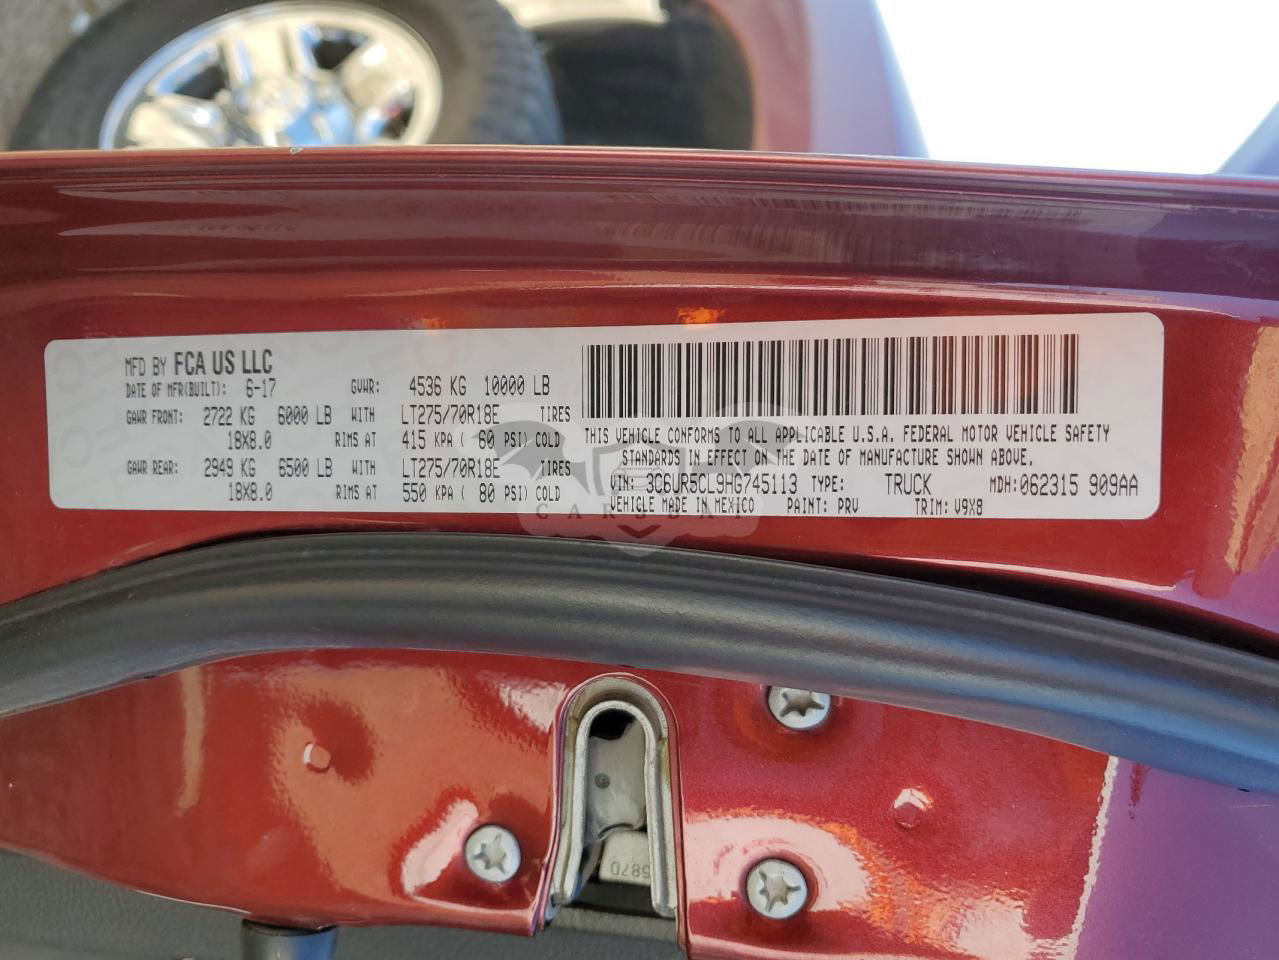 MFD BY FCA US LLC
DATE OF MFR(BUILT): 6-17 GVWR: 4536 KG 10000 LB
GAWR FRONT: 2722 KG 6000 LB WITH LT275/70R18E TIRES
18X8.0 RIMS AT 415 KPA ( 60 PSI) COLD
GAWR REAR: 2949 KG 6500 LB WITH LT275/70R18E TIRES
18X8.0 RIMS AT 550 KPA ( 80 PSI) COLD
THIS VEHICLE CONFORMS TO ALL APPLICABLE U.S.A. FEDERAL MOTOR VEHICLE SAFETY
STANDARDS IN EFFECT ON THE DATE OF MANUFACTURE SHOWN ABOVE.
VIN: 3C6UR5CL9HG745113 TYPE: TRUCK MDH: 062315 909AA
VEHICLE MADE IN MEXICO PAINT: PRV TRIM: V9X8
CARSBAT
5870